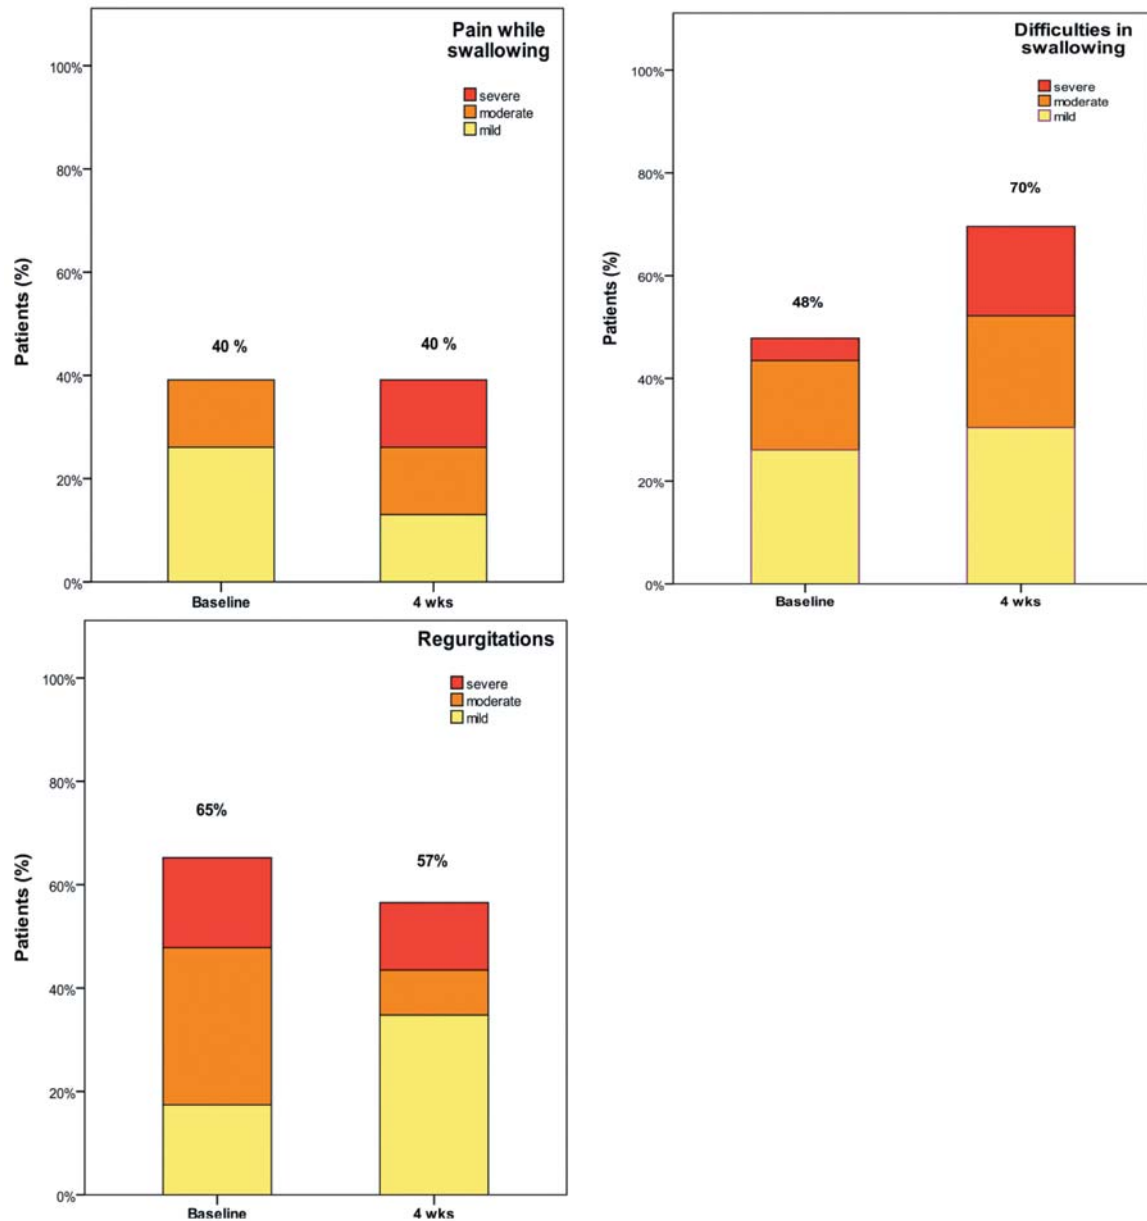 Pain while
swallowing
severe
moderate
mild
Patients (%)
100%
80%
60%
40%
20%
0%
40 %
40 %
Baseline
4 wks
Difficulties in
swallowing
severe
moderate
mild
Patients (%)
100%
80%
60%
40%
20%
0%
48%
70%
Baseline
4 wks
Regurgitations
severe
moderate
mild
Patients (%)
100%
80%
60%
40%
20%
0%
65%
57%
Baseline
4 wks